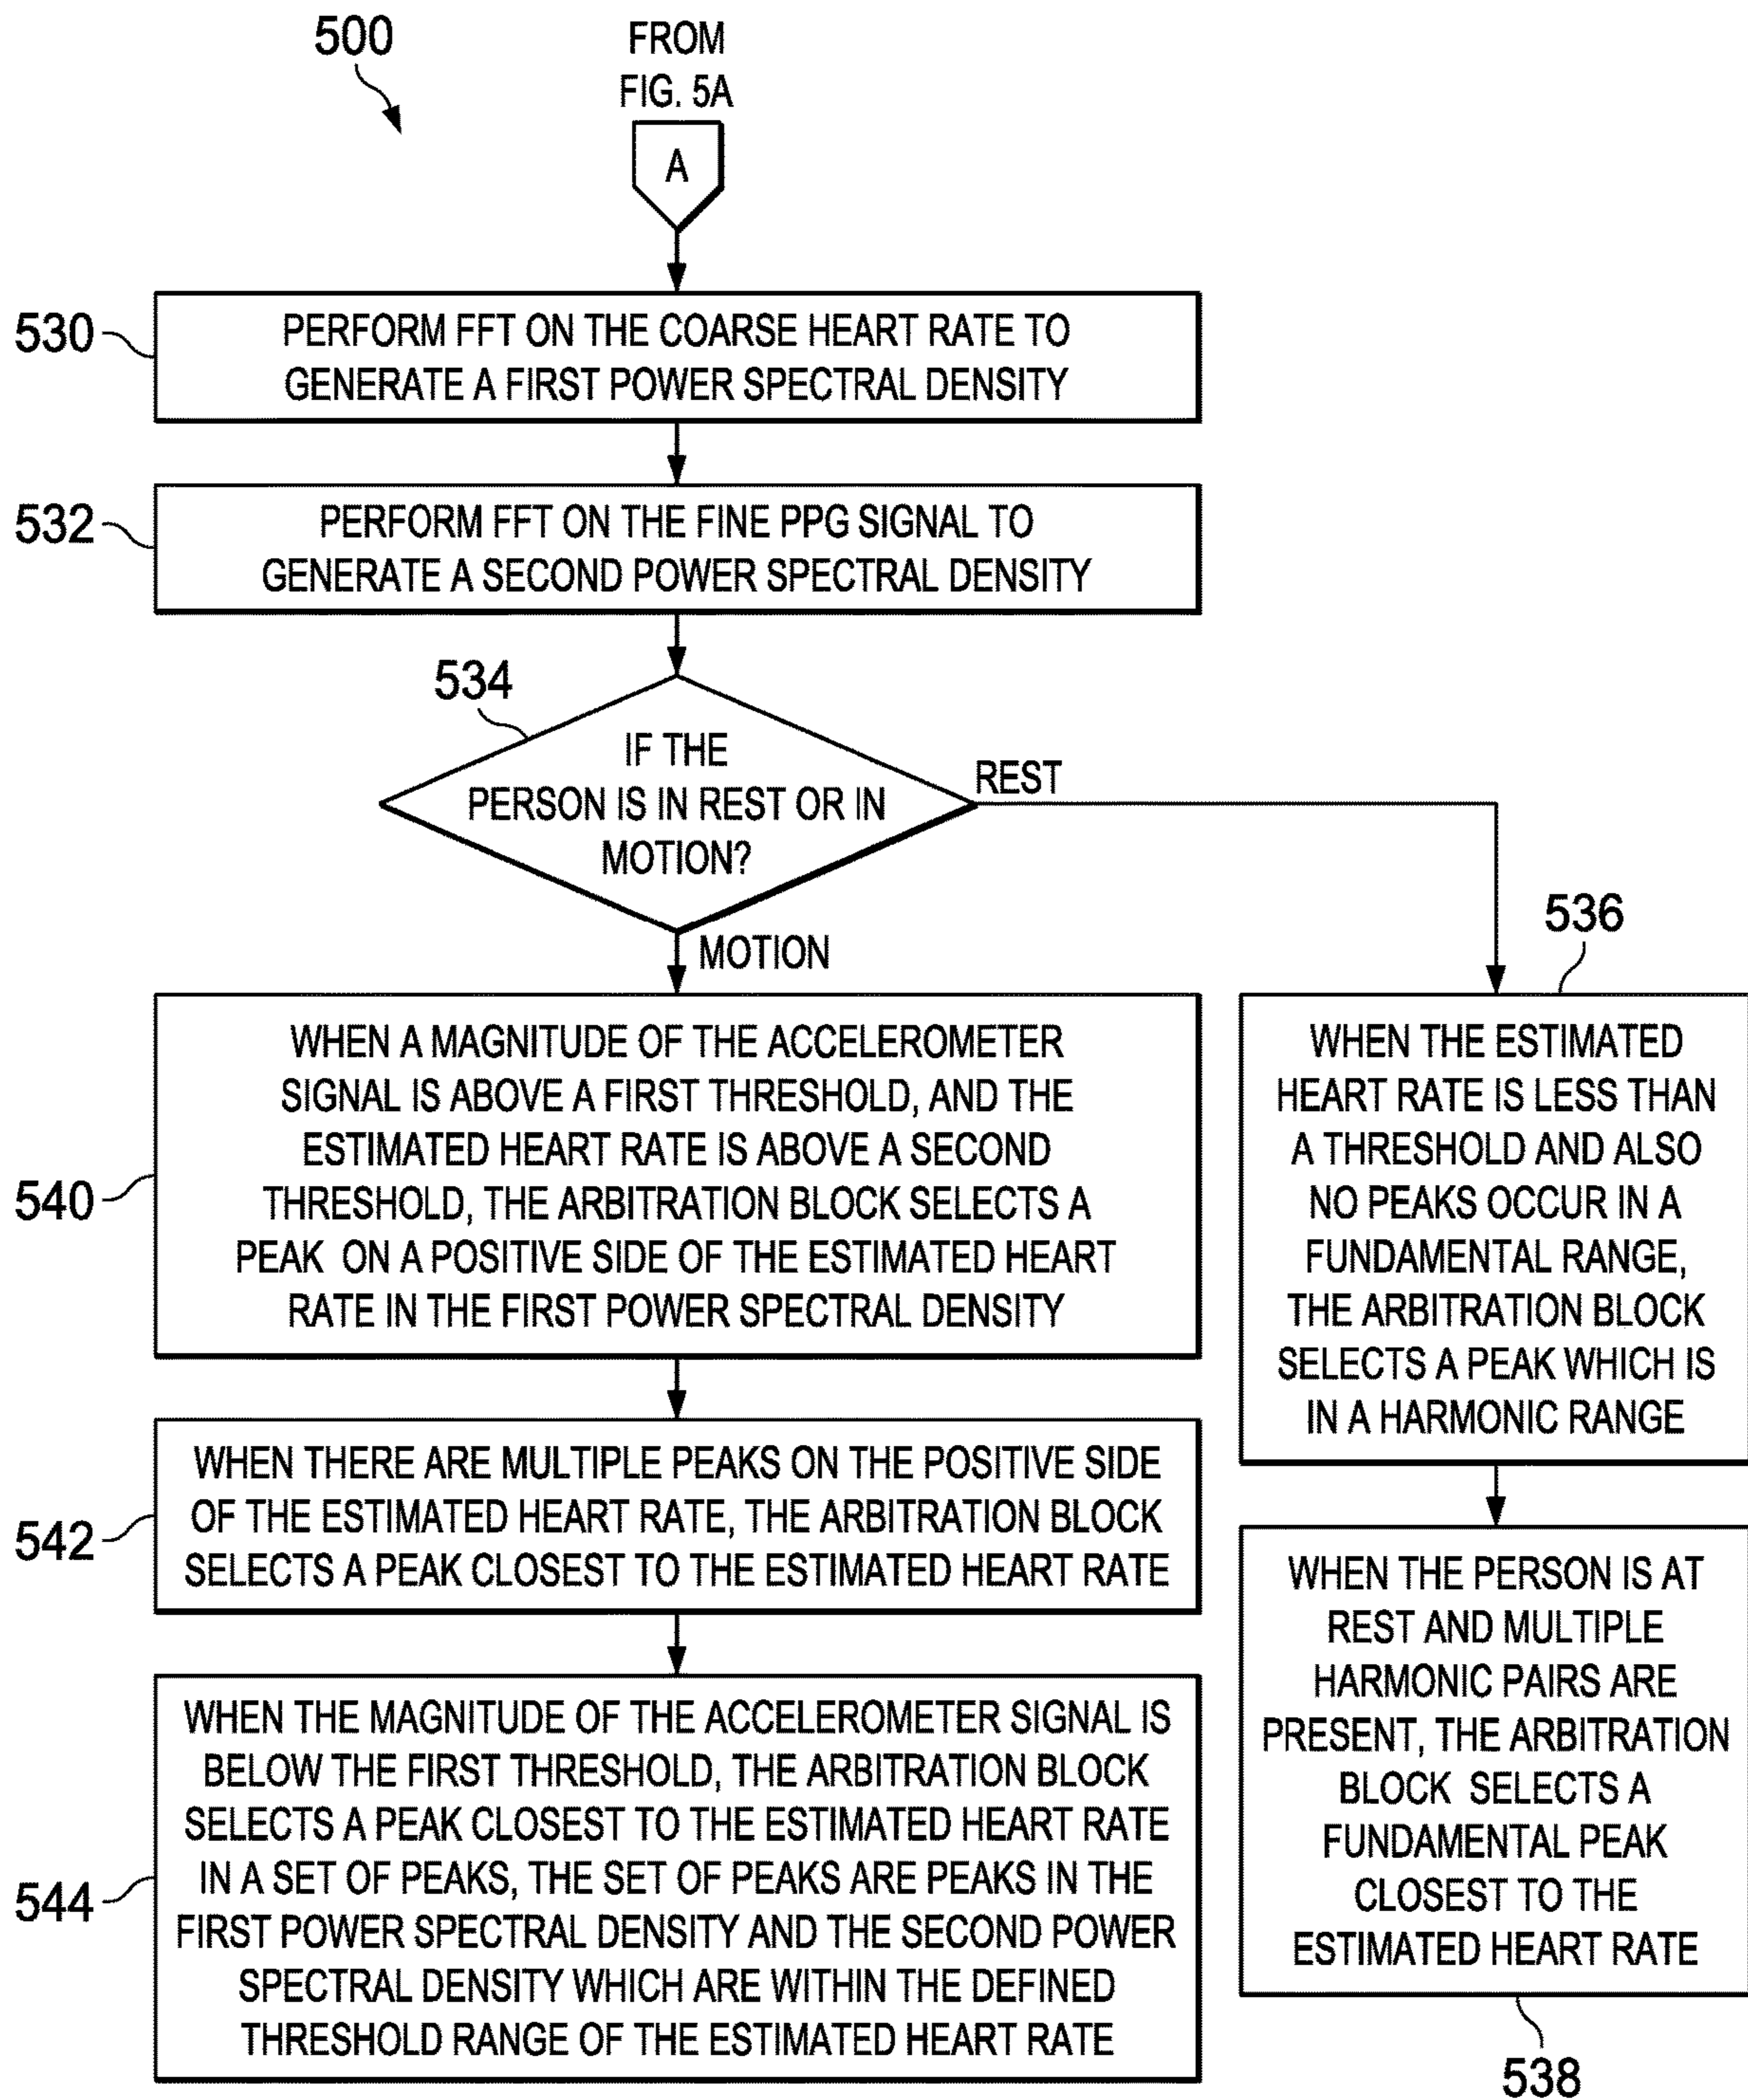 500
FROM
FIG. 5A
A
530
PERFORM FFT ON THE COARSE HEART RATE TO
GENERATE A FIRST POWER SPECTRAL DENSITY
532
PERFORM FFT ON THE FINE PPG SIGNAL TO
GENERATE A SECOND POWER SPECTRAL DENSITY
534
IF THE
PERSON IS IN REST OR IN
MOTION?
REST
MOTION
540
WHEN A MAGNITUDE OF THE ACCELEROMETER
SIGNAL IS ABOVE A FIRST THRESHOLD, AND THE
ESTIMATED HEART RATE IS ABOVE A SECOND
THRESHOLD, THE ARBITRATION BLOCK SELECTS A
PEAK ON A POSITIVE SIDE OF THE ESTIMATED HEART
RATE IN THE FIRST POWER SPECTRAL DENSITY
542
WHEN THERE ARE MULTIPLE PEAKS ON THE POSITIVE SIDE
OF THE ESTIMATED HEART RATE, THE ARBITRATION BLOCK
SELECTS A PEAK CLOSEST TO THE ESTIMATED HEART RATE
544
WHEN THE MAGNITUDE OF THE ACCELEROMETER SIGNAL IS
BELOW THE FIRST THRESHOLD, THE ARBITRATION BLOCK
SELECTS A PEAK CLOSEST TO THE ESTIMATED HEART RATE
IN A SET OF PEAKS, THE SET OF PEAKS ARE PEAKS IN THE
FIRST POWER SPECTRAL DENSITY AND THE SECOND POWER
SPECTRAL DENSITY WHICH ARE WITHIN THE DEFINED
THRESHOLD RANGE OF THE ESTIMATED HEART RATE
536
WHEN THE ESTIMATED
HEART RATE IS LESS THAN
A THRESHOLD AND ALSO
NO PEAKS OCCUR IN A
FUNDAMENTAL RANGE,
THE ARBITRATION BLOCK
SELECTS A PEAK WHICH IS
IN A HARMONIC RANGE
WHEN THE PERSON IS AT
REST AND MULTIPLE
HARMONIC PAIRS ARE
PRESENT, THE ARBITRATION
BLOCK SELECTS A
FUNDAMENTAL PEAK
CLOSEST TO THE
ESTIMATED HEART RATE
538